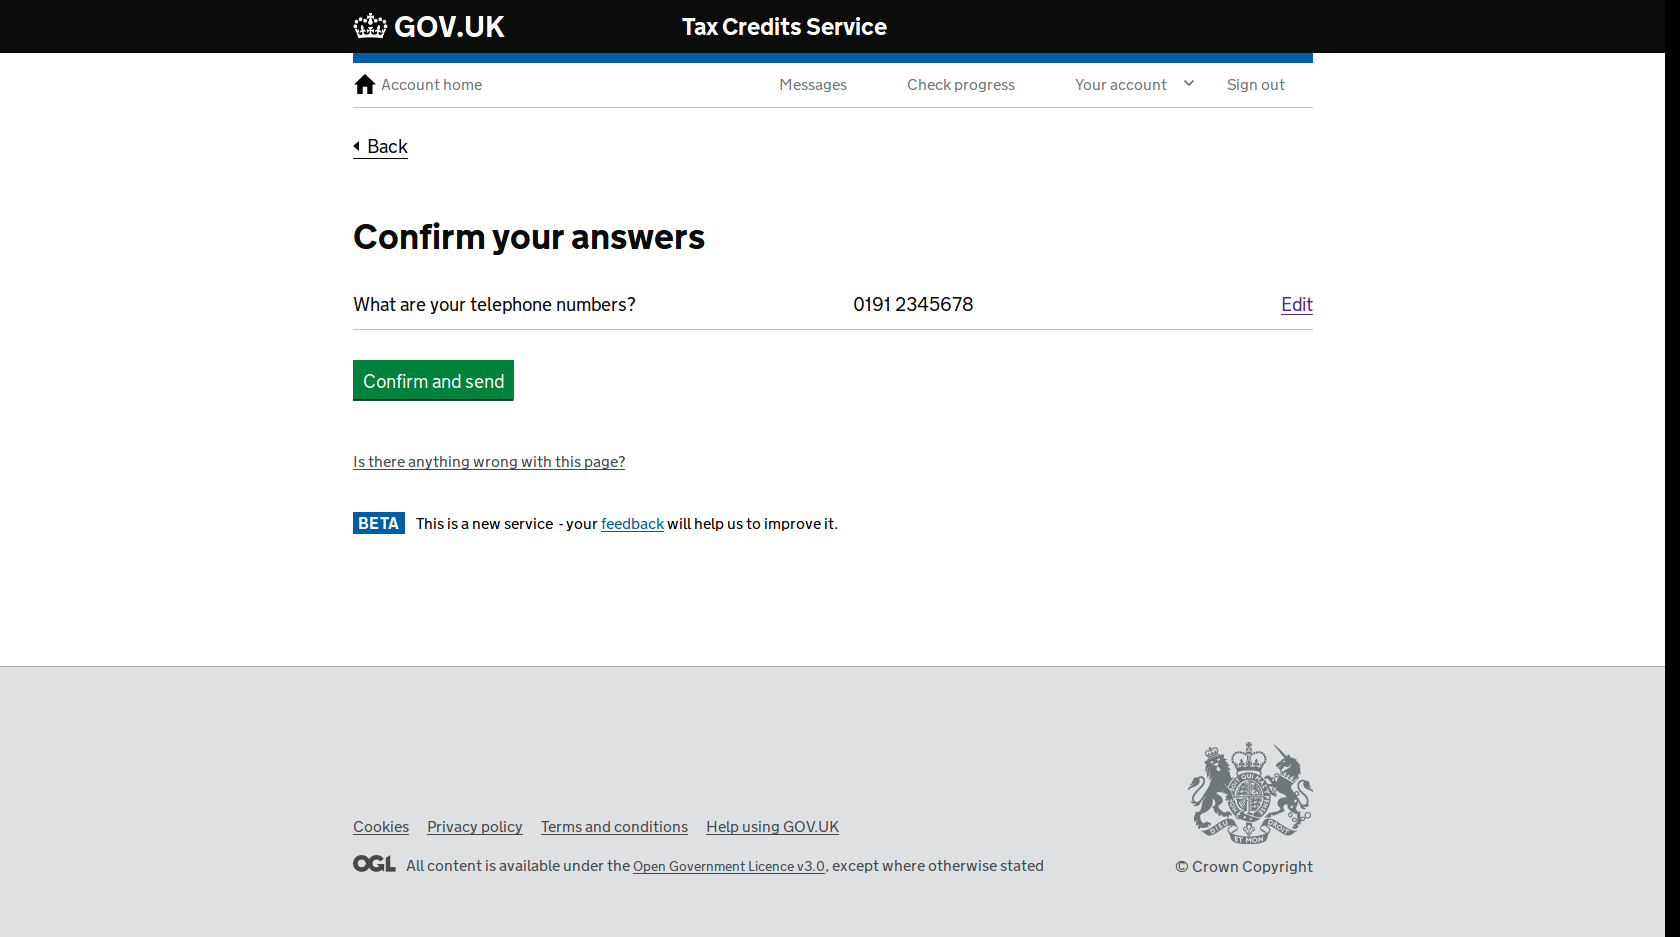 GOV.UK
Tax Credits Service
Account home
Messages
Check progress
Your account
Sign out
Back
Confirm your answers
What are your telephone numbers?
0191 2345678
Edit
Confirm and send
Is there anything wrong with this page?
BETA This is a new service - your feedback will help us to improve it.
Cookies
Privacy policy
Terms and conditions
Help using GOV.UK
OGL All content is available under the Open Government Licence v3.0, except where otherwise stated
DIEU ET MON DROIT
© Crown Copyright